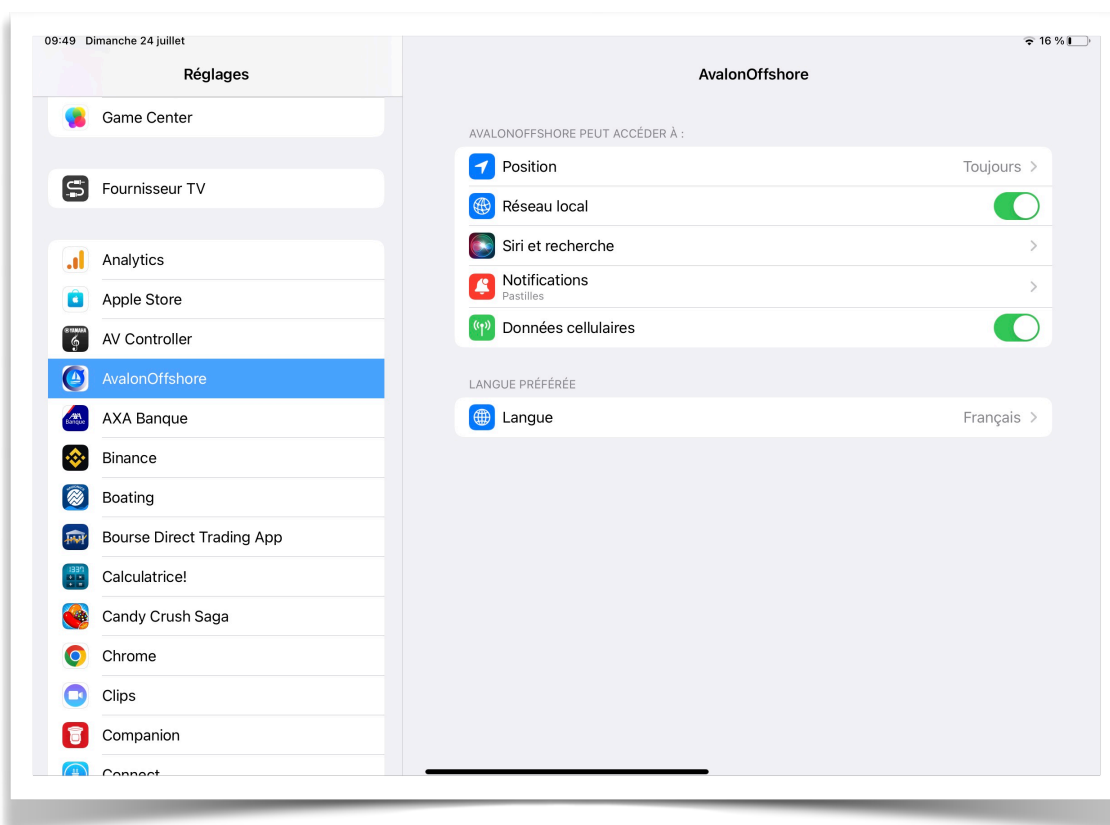 09:49 Dimanche 24 juillet
16 %
Réglages
AvalonOffshore
Game Center
Fournisseur TV
Analytics
Apple Store
AV Controller
AvalonOffshore
AXA Banque
Binance
Boating
Bourse Direct Trading App
Calculatrice!
Candy Crush Saga
Chrome
Clips
Companion
Connect
AVALONOFFSHORE PEUT ACCÉDER À :
Position
Toujours
Réseau local
Siri et recherche
Notifications
Pastilles
Données cellulaires
LANGUE PRÉFÉRÉE
Langue
Français